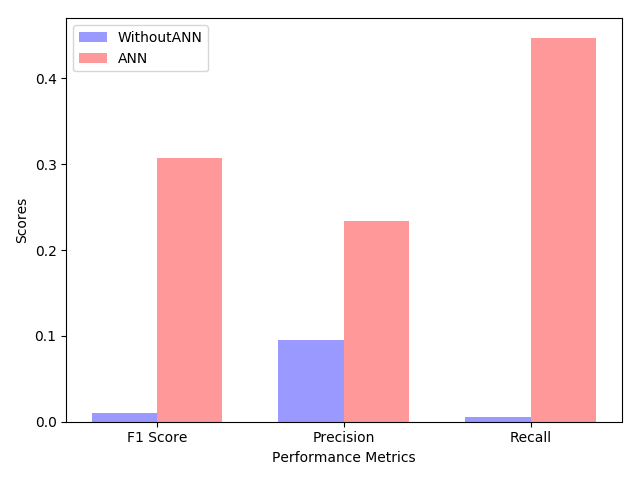 WithoutANN
ANN
0.4
0.3
0.2
0.1
0.0
Scores
F1 Score
Precision
Recall
Performance Metrics